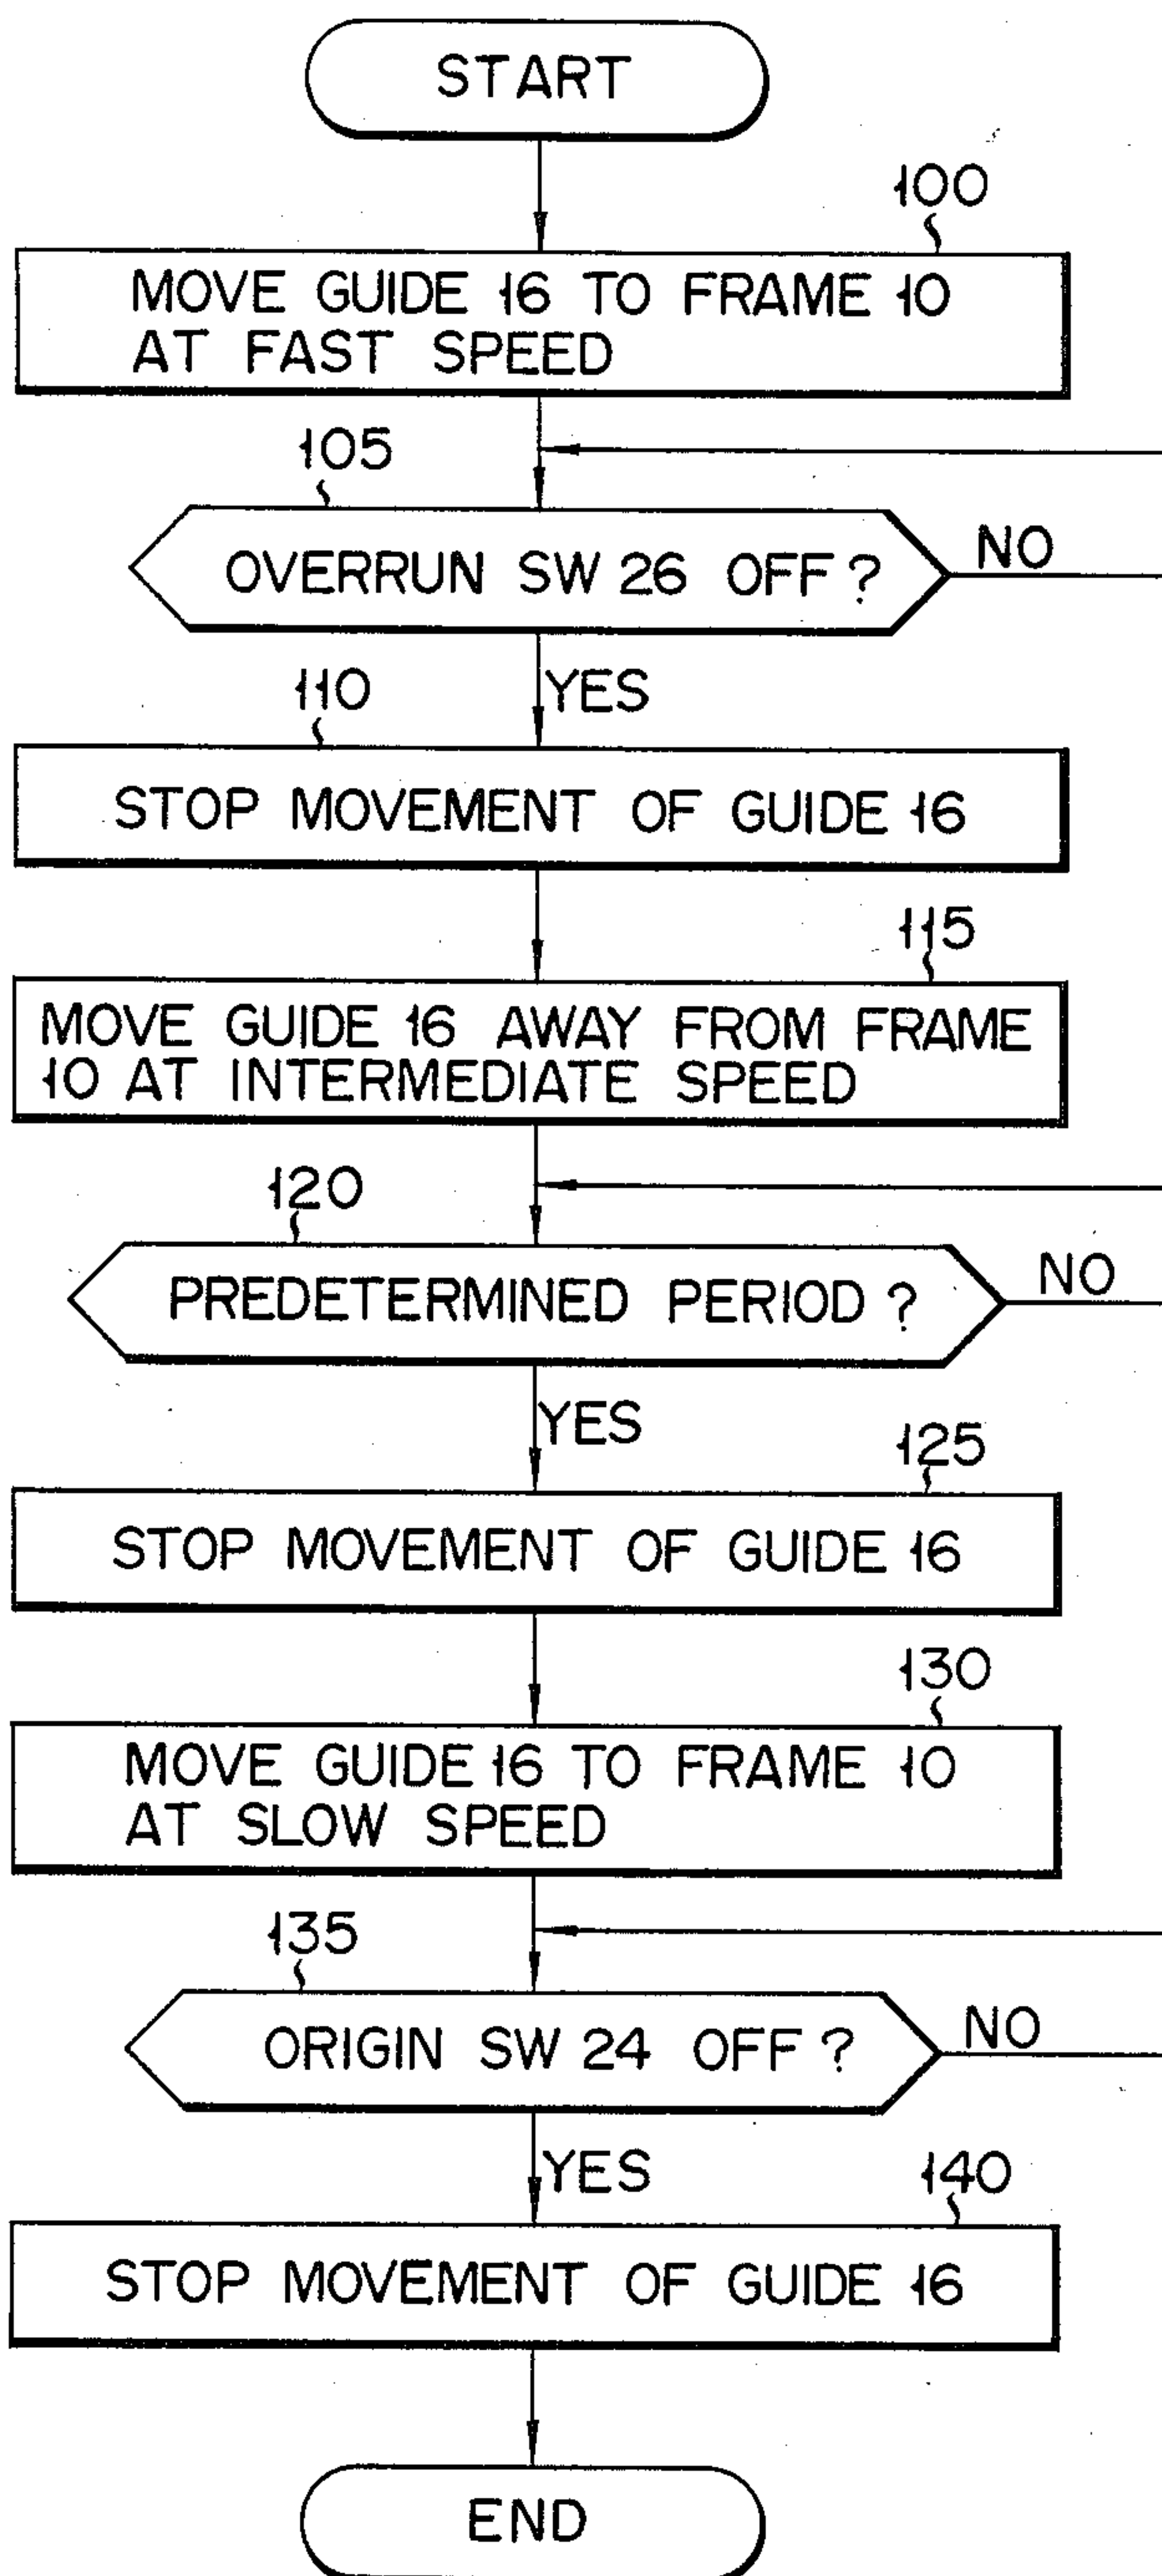 START
100
MOVE GUIDE 16 TO FRAME 10
AT FAST SPEED
105
OVERRUN SW 26 OFF ?
NO
YES
110
STOP MOVEMENT OF GUIDE 16
115
MOVE GUIDE 16 AWAY FROM FRAME
10 AT INTERMEDIATE SPEED
120
PREDETERMINED PERIOD ?
NO
YES
125
STOP MOVEMENT OF GUIDE 16
130
MOVE GUIDE 16 TO FRAME 10
AT SLOW SPEED
135
ORIGIN SW 24 OFF ?
NO
YES
140
STOP MOVEMENT OF GUIDE 16
END